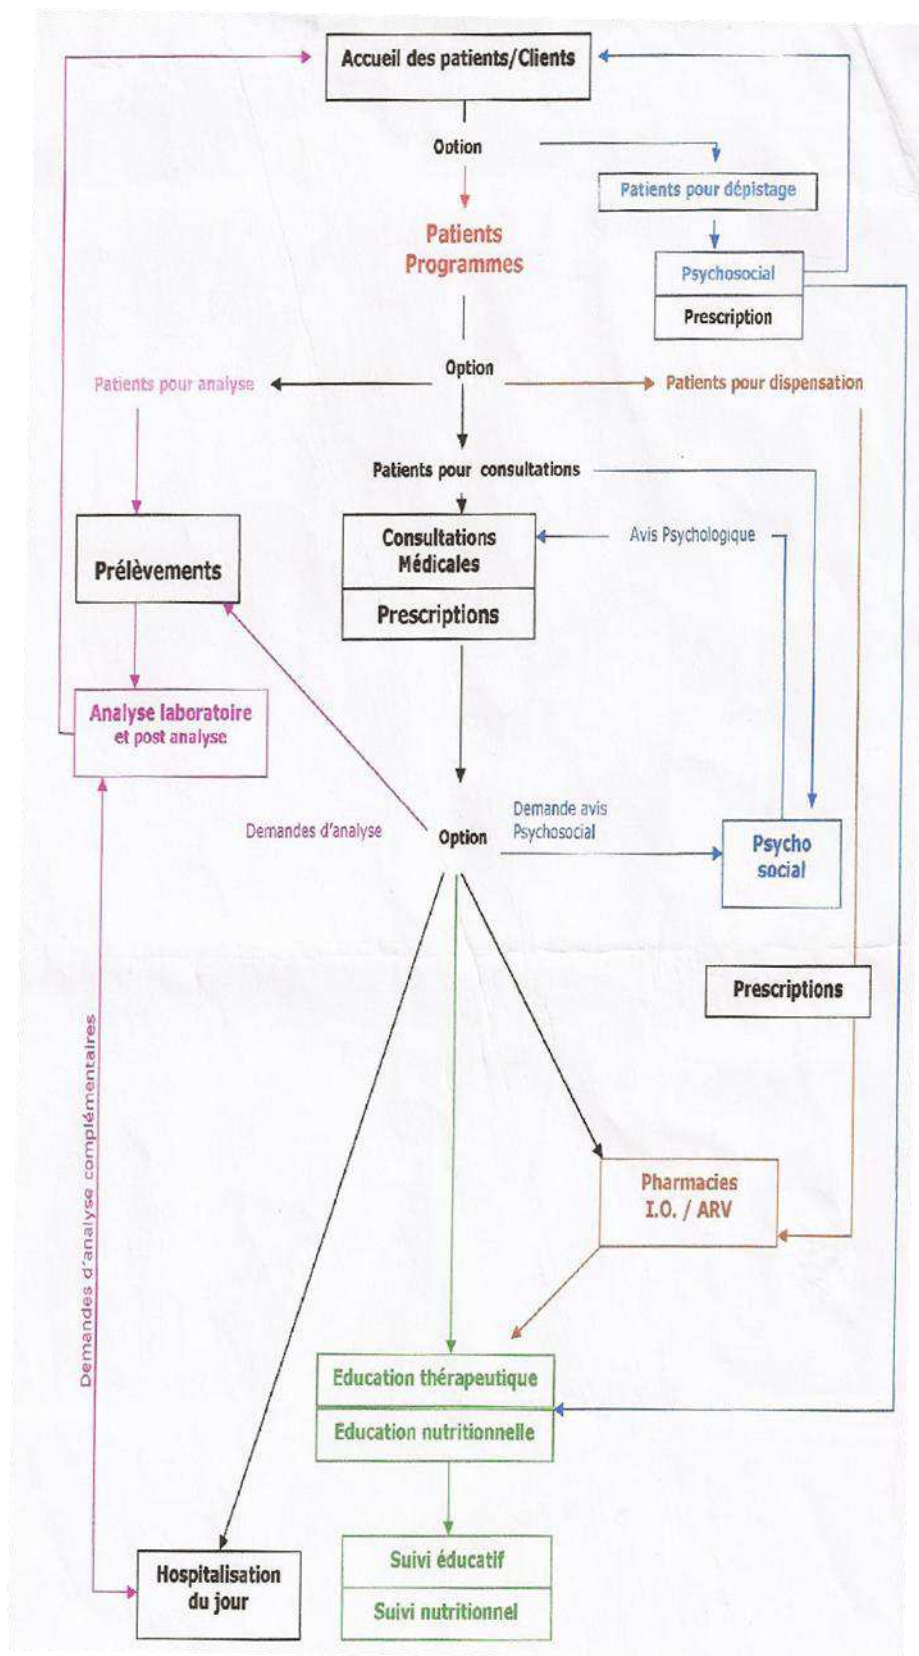 Accueil des patients/Clients
Option
Patients pour dépistage
Patients
Programmes
Psychosocial
Prescription
Option
Patients pour analyse
Patients pour dispensation
Patients pour consultations
Consultations
Médicales
Avis Psychologique
Prélèvements
Prescriptions
Analyse laboratoire
et post analyse
Demandes d'analyse
Option
Demande avis
Psychosocial
Psycho
social
Prescriptions
Demandes d'analyse complémentaires
Pharmacies
I.O. / ARV
Education thérapeutique
Education nutritionnelle
Hospitalisation
du jour
Suivi éducatif
Suivi nutritionnel